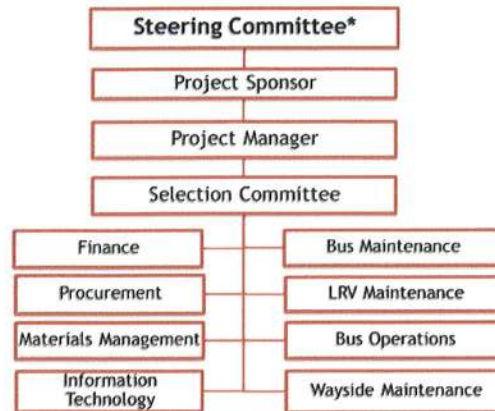 Steering Committee*
Project Sponsor
Project Manager
Selection Committee
Finance
Bus Maintenance
Procurement
LRV Maintenance
Materials Management
Bus Operations
Information
Technology
Wayside Maintenance